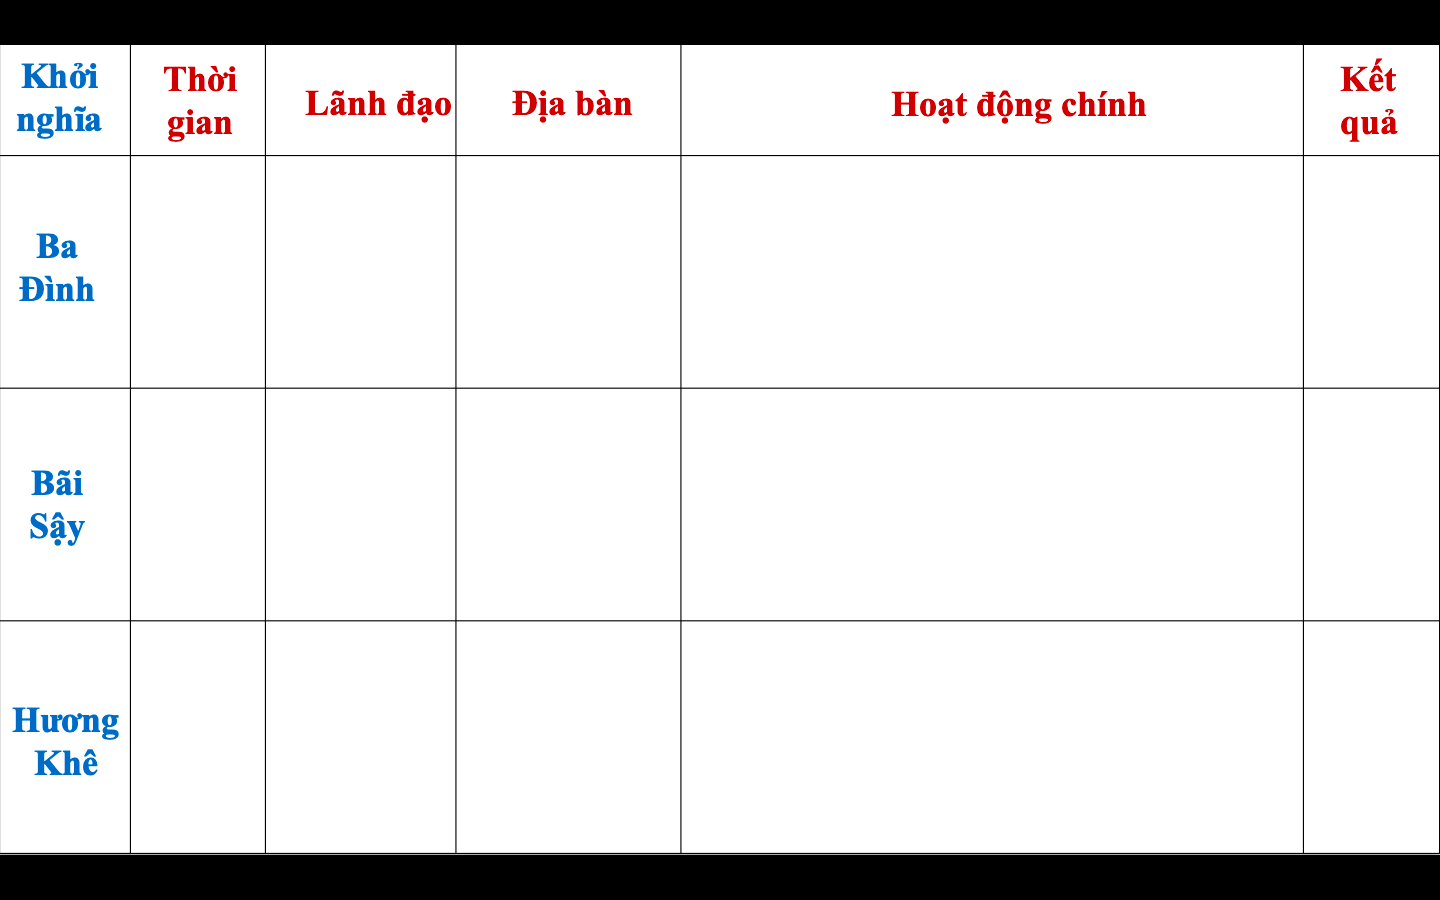 Khởi
nghĩa
Thời
gian
Lãnh đạo
Địa bàn
Hoạt động chính
Kết
quả
Ba
Đình
Bãi
Sậy
Hương
Khê